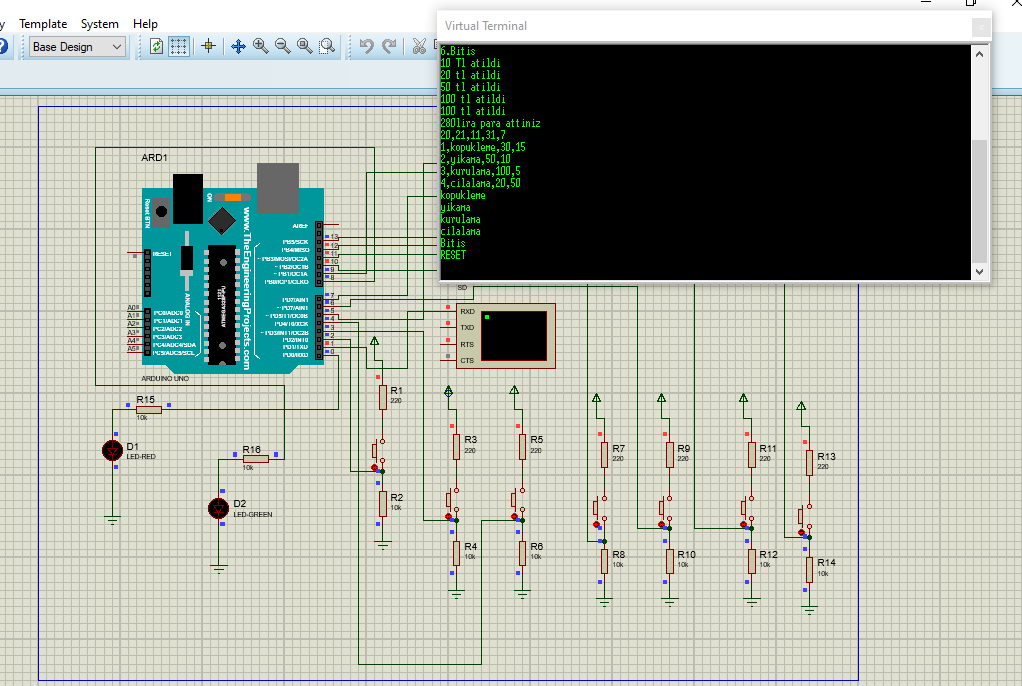 y Template System Help
Base Design
Virtual Terminal
6.Bitis
10 Tl atildi
20 tl atildi
50 tl atildi
100 tl atildi
100 tl atildi
280lira para attiniz
20,21,11,31,7
1,kopukleme,30,15
2,yikama,50,10
3,kurulama,100,5
4,cilalama,20,50
kopukleme
yikama
kurulama
cilalama
Bitis
RESET
ARD1
Reset BTN
ON
www.TheEngineeringProjects.com
RESET
AREF
PB5/SCK
PB4/MISO
~PB3/MOSI/OC2A
~PB2/OC1B
~PB1/OC1A
PB0/ICP1/CLKO
PD7/AIN1
~PD6/AIN1
PD4/T0/XCK
PD2/INT0
PD1/TXD
PD0/RXD
13
12
11
10
9
8
7
6
5
4
3
2
1
0
A0
A1
A2
A3
A4
A5
ANALOG IN
PC0/ADC0
PC1/ADC1
PC2/ADC2
PC3/ADC3
PC4/ADC4/SDA
PC5/ADC5/SCL
ARDUINO UNO
SD
RXD
TXD
RTS
CTS
R15
10k
D1
LED-RED
R16
10k
D2
LED-GREEN
R1
220
R2
10k
R3
220
R4
10k
R5
220
R6
10k
R7
220
R8
10k
R9
220
R10
10k
R11
220
R12
10k
R13
220
R14
10k